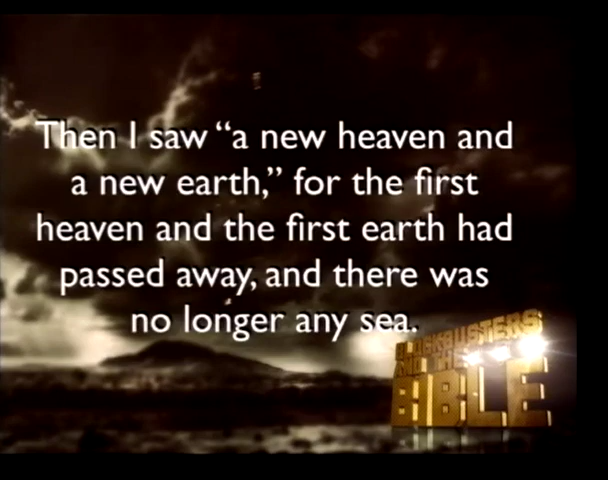 Then I saw “a new heaven and
a new earth,” for the first
heaven and the first earth had
passed away, and there was
no longer any sea.
BLOCKBUSTERS
AND THE
BIBLE